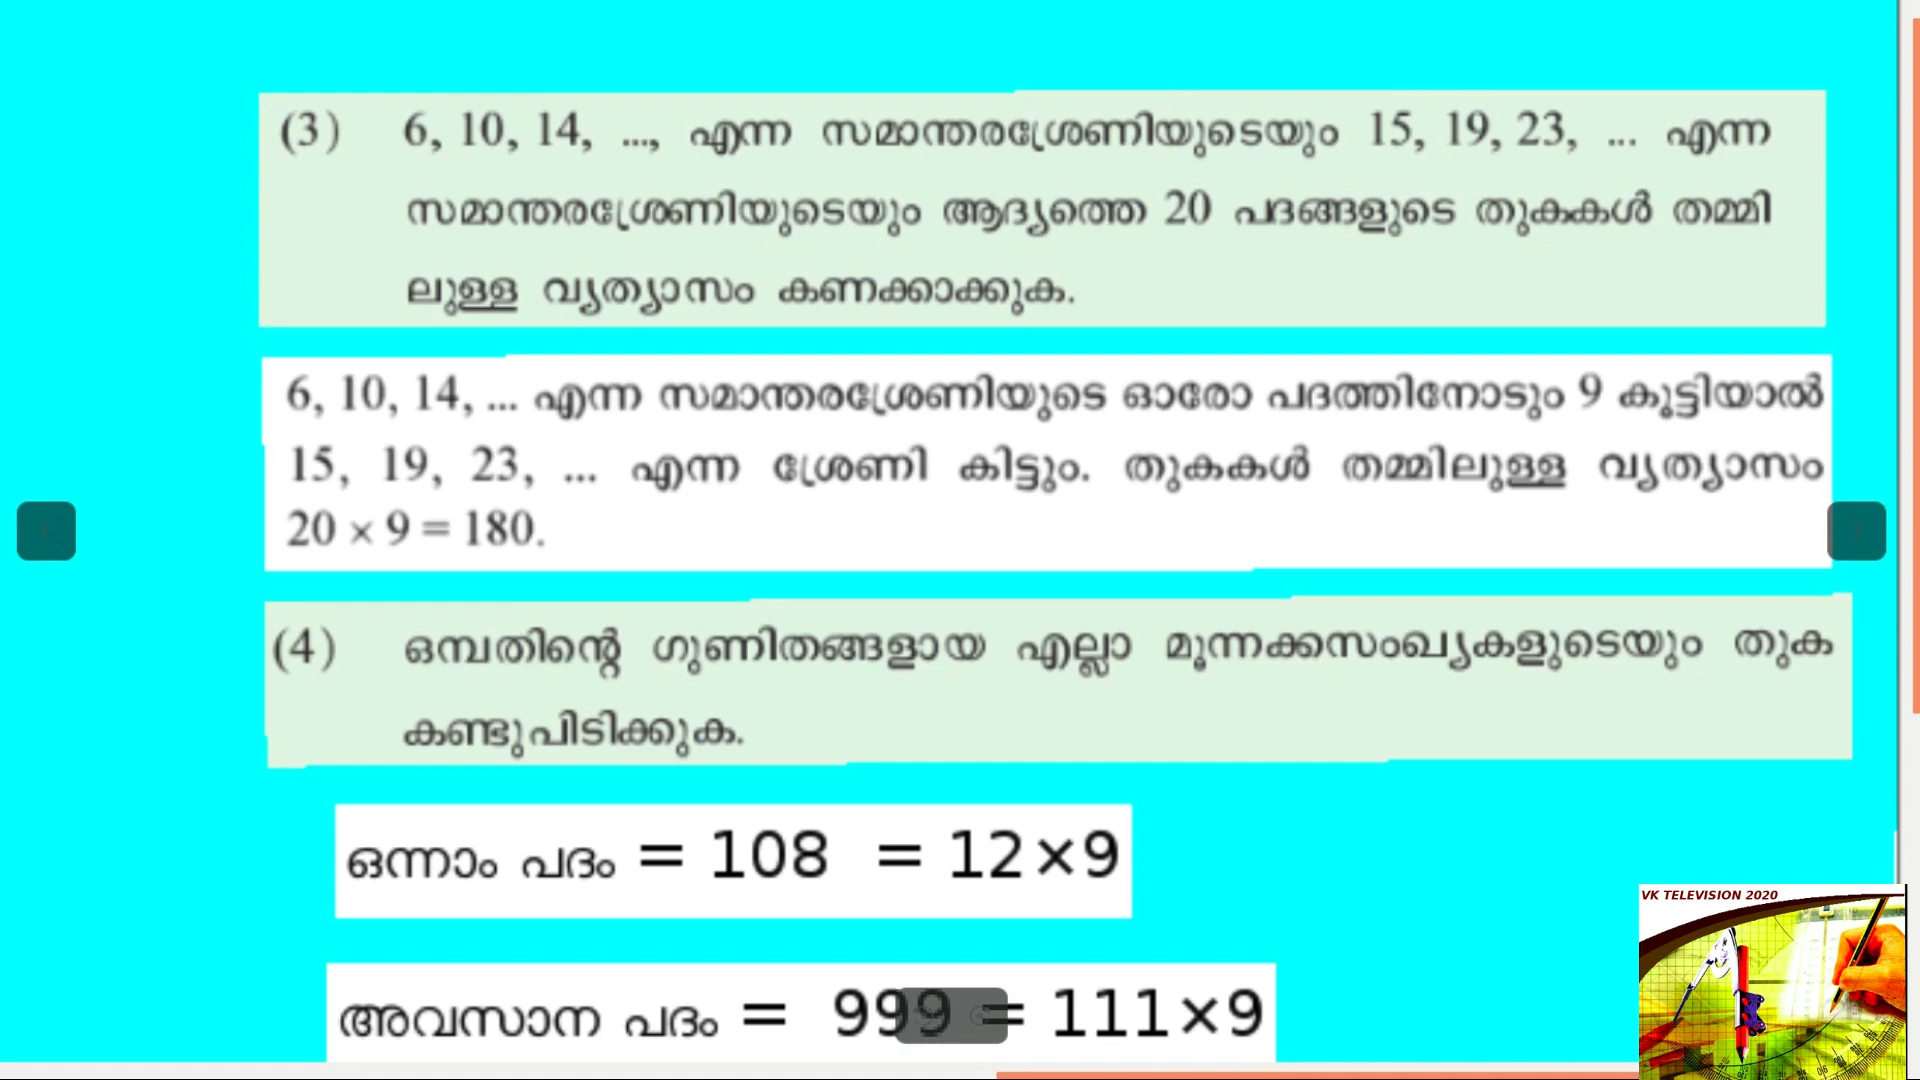 (3) 6, 10, 14, ..., എന്ന സമാന്തരശ്രേണിയുടെയും 15, 19, 23, ... എന്ന
സമാന്തരശ്രേണിയുടെയും ആദ്യത്തെ 20 പദങ്ങളുടെ തുകകൾ തമ്മി
ലുള്ള വ്യത്യാസം കണക്കാക്കുക.
6, 10, 14, ... എന്ന സമാന്തരശ്രേണിയുടെ ഓരോ പദത്തിനോടും 9 കൂട്ടിയാൽ
15, 19, 23, ... എന്ന ശ്രേണി കിട്ടും. തുകകൾ തമ്മിലുള്ള വ്യത്യാസം
20 × 9 = 180.
(4) ഒമ്പതിന്റെ ഗുണിതങ്ങളായ എല്ലാ മൂന്നക്കസംഖ്യകളുടെയും തുക
കണ്ടുപിടിക്കുക.
ഒന്നാം പദം = 108 = 12×9
അവസാന പദം = 999 = 111×9
VK TELEVISION 2020